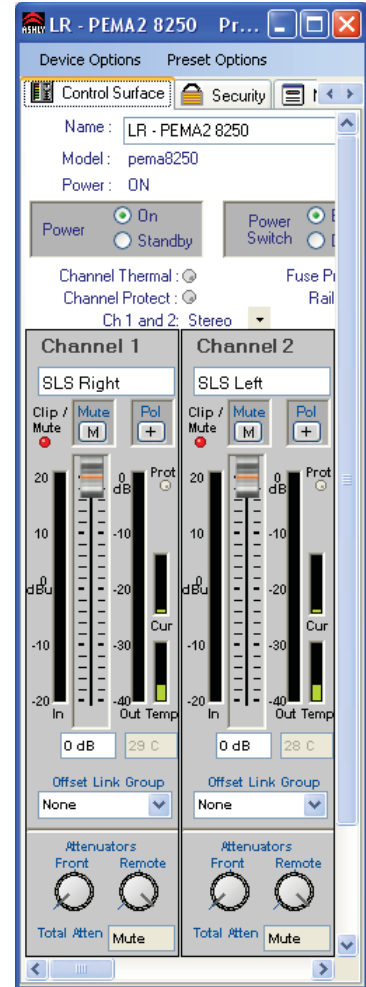 ASHLY LR - PEMA2 8250 Pr...
Device Options Preset Options
Control Surface Security
Name : LR - PEMA2 8250
Model : pema8250
Power : ON
Power On Standby Power Switch
Channel Thermal : Fuse
Channel Protect : Rail
Ch 1 and 2: Stereo
Channel 1 Channel 2
SLS Right SLS Left
Clip / Mute Mute M Pol + Clip / Mute Mute M Pol +
20 0 dB Prot 20 0 dB Prot
10 -10 10 -10
0 dBu -20 0 dBu -20
Cur Cur
-10 -30 -10 -30
-20 -40 -20 -40
In Out Temp In Out Temp
0 dB 29 C 0 dB 28 C
Offset Link Group Offset Link Group
None None
Attenuators Attenuators
Front Remote Front Remote
Total Atten Mute Total Atten Mute